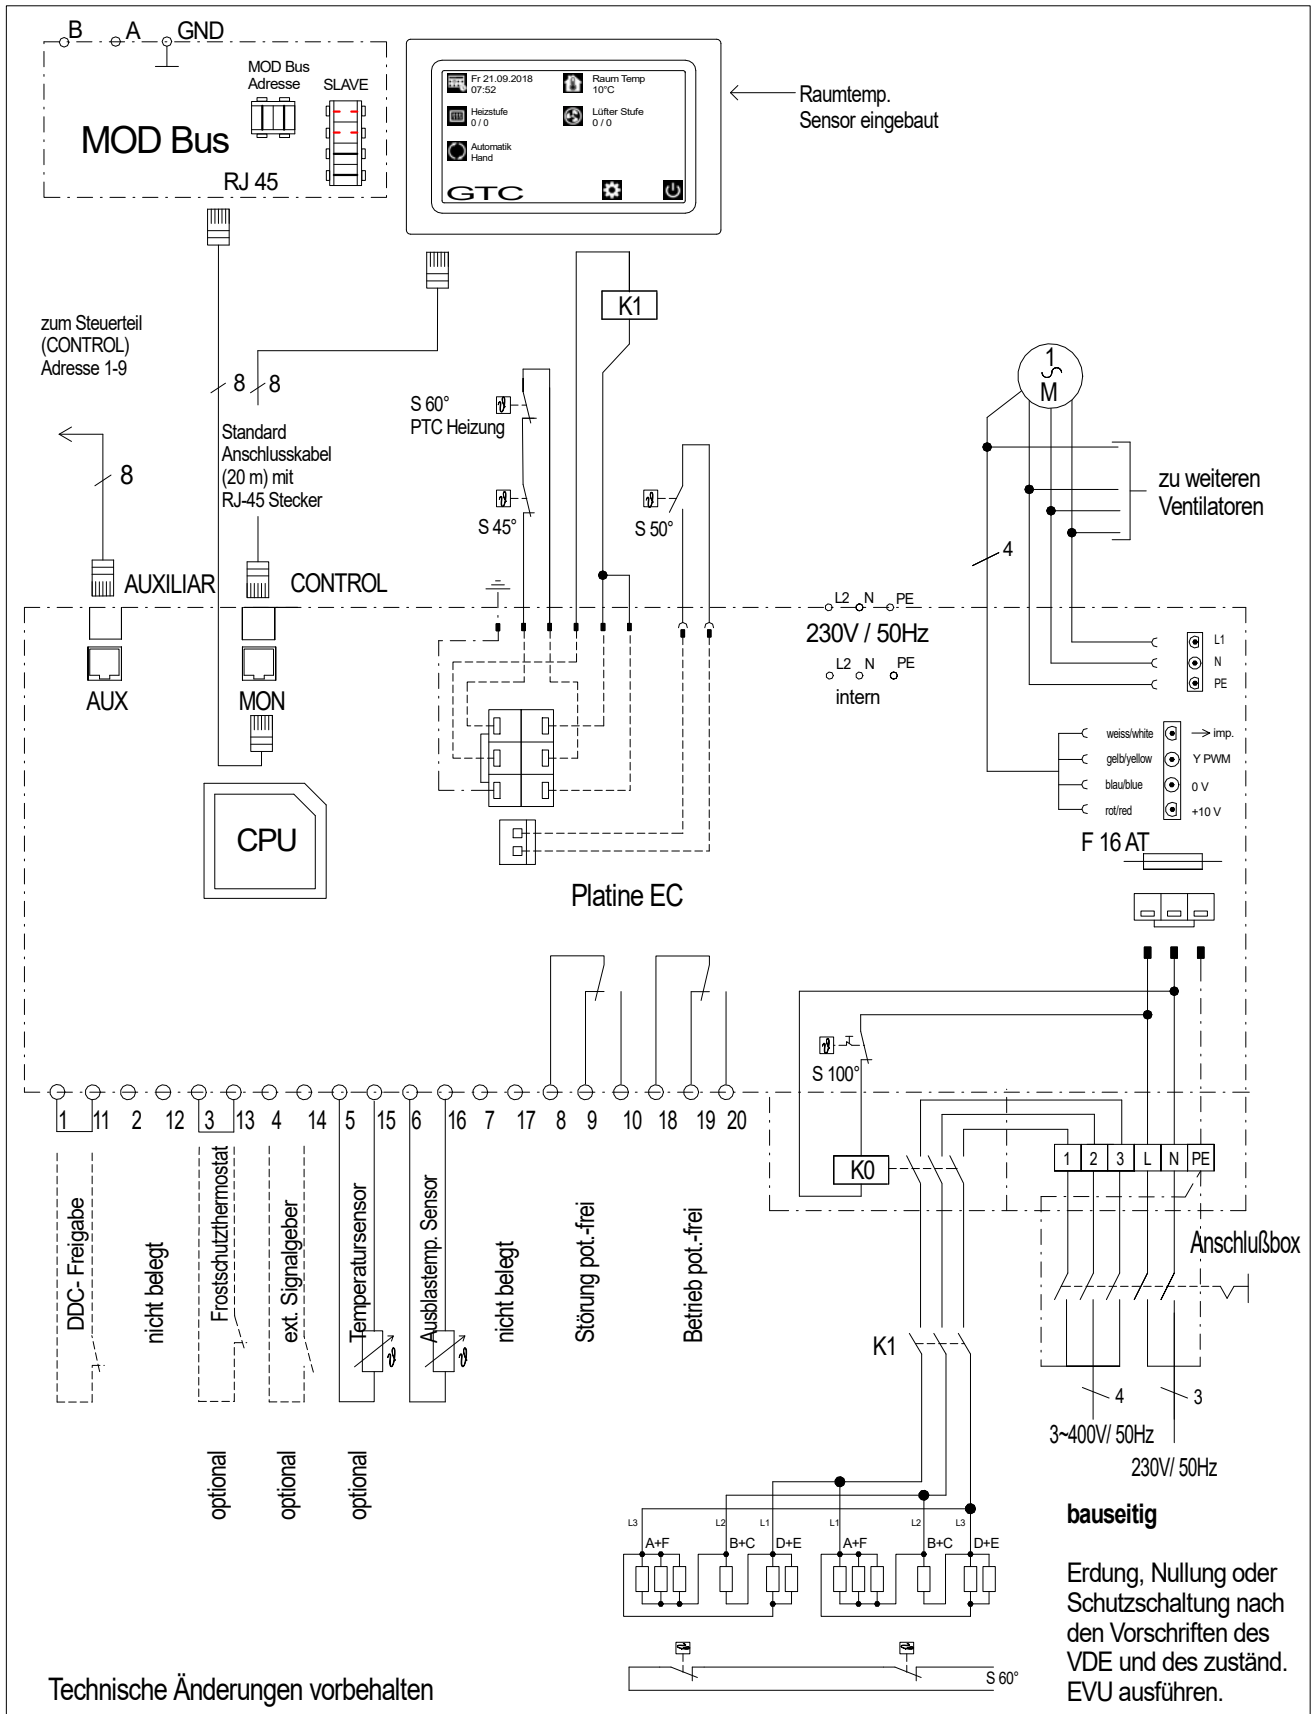 B
A
GND
MOD Bus
Adresse
SLAVE
MOD Bus
RJ 45
Fr 21.09.2018
07:52
Raum Temp
10°C
Heizstufe
0 / 0
Lüfter Stufe
0 / 0
Automatik
Hand
GTC
Raumtemp.
Sensor eingebaut
K1
zum Steuerteil
(CONTROL)
Adresse 1-9
8
8
8
Standard
Anschlusskabel
(20 m) mit
RJ-45 Stecker
S 60°
PTC Heizung
S 45°
S 50°
1
M
zu weiteren
Ventilatoren
4
AUXILIAR
CONTROL
AUX
MON
L2
N
PE
230V / 50Hz
L2
N
PE
intern
L1
N
PE
weiss/white
imp.
gelb/yellow
Y PWM
blau/blue
0 V
rot/red
+10 V
F 16 AT
CPU
Platine EC
S 100°
1
11
2
12
3
13
4
14
5
15
6
16
7
17
8
9
10
18
19
20
K0
1
2
3
L
N
PE
DDC- Freigabe
nicht belegt
Frostschutzthermostat
ext. Signalgeber
Temperatursensor
Ausblastemp. Sensor
nicht belegt
Störung pot.-frei
Betrieb pot.-frei
optional
optional
optional
Anschlußbox
K1
4
3
3~400V/ 50Hz
230V/ 50Hz
bauseitig
Erdung, Nullung oder
Schutzschaltung nach
den Vorschriften des
VDE und des zuständ.
EVU ausführen.
L3
L2
L1
L1
L2
L3
A+F
B+C
D+E
A+F
B+C
D+E
S 60°
Technische Änderungen vorbehalten